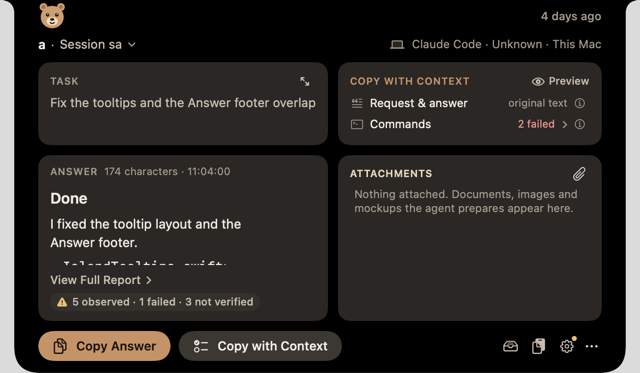 4 days ago
a · Session sa
Claude Code · Unknown · This Mac
TASK
Fix the tooltips and the Answer footer overlap
COPY WITH CONTEXT
Preview
Request & answer
original text
Commands
2 failed
ANSWER 174 characters · 11:04:00
Done
I fixed the tooltip layout and the
Answer footer.
View Full Report
5 observed · 1 failed · 3 not verified
ATTACHMENTS
Nothing attached. Documents, images and
mockups the agent prepares appear here.
Copy Answer
Copy with Context